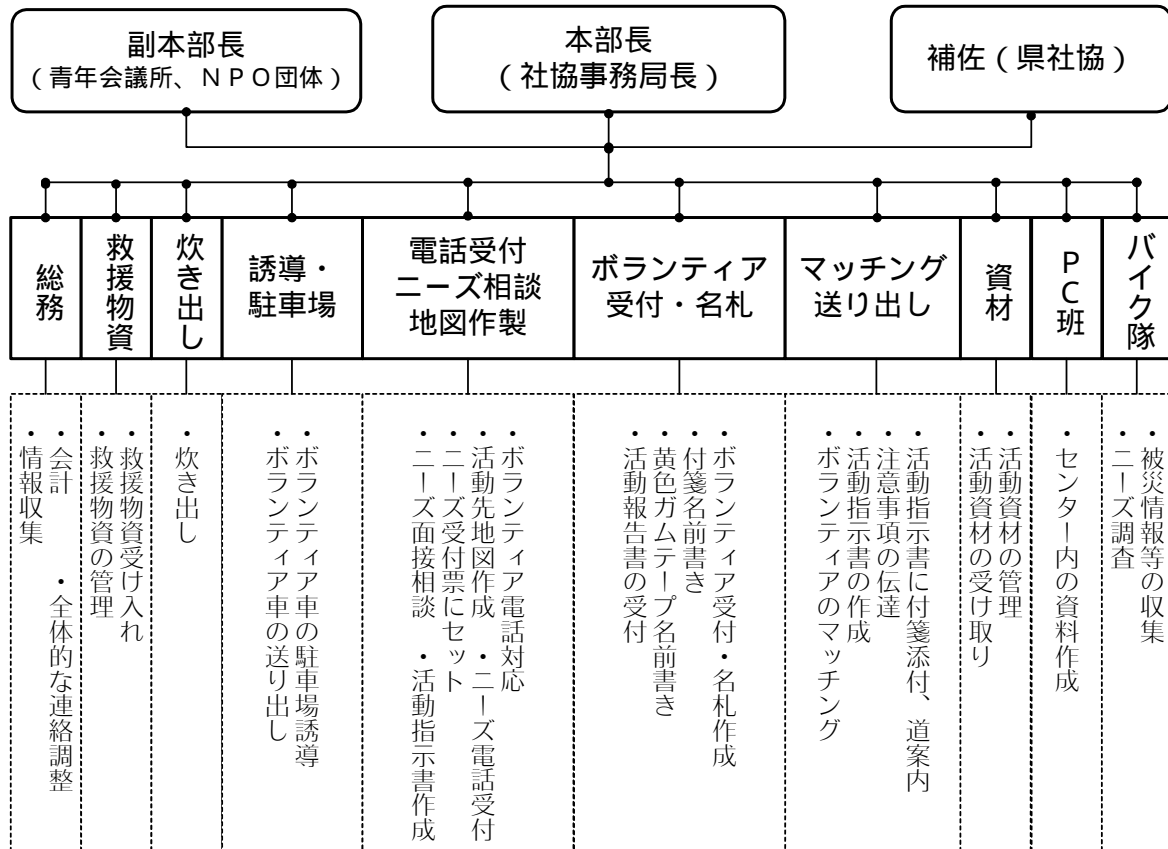 副本部長
（青年会議所、ＮＰＯ団体）
本部長
（社協事務局長）
補佐（県社協）
総務
救援物資
炊き出し
誘導・
駐車場
電話受付
ニーズ相談
地図作製
ボランティア
受付・名札
マッチング
送り出し
資材
ＰＣ班
バイク隊
・会計　・全体的な連絡調整
・情報収集
・救援物資受け入れ
・救援物資の管理
・炊き出し
・ボランティア車の駐車場誘導
・ボランティア車の送り出し
・ボランティア電話対応
・活動先地図作成　・ニーズ電話受付
・ニーズ受付票にセット
・ニーズ面接相談　・活動指示書作成
・ボランティア受付・名札作成
・付箋名前書き
・黄色ガムテープ名前書き
・活動報告書の受付
・活動指示書に付箋添付、道案内
・注意事項の伝達
・活動指示書の作成
・ボランティアのマッチング
・活動資材の管理
・活動資材の受け取り
・センター内の資料作成
・被災情報等の収集
・ニーズ調査